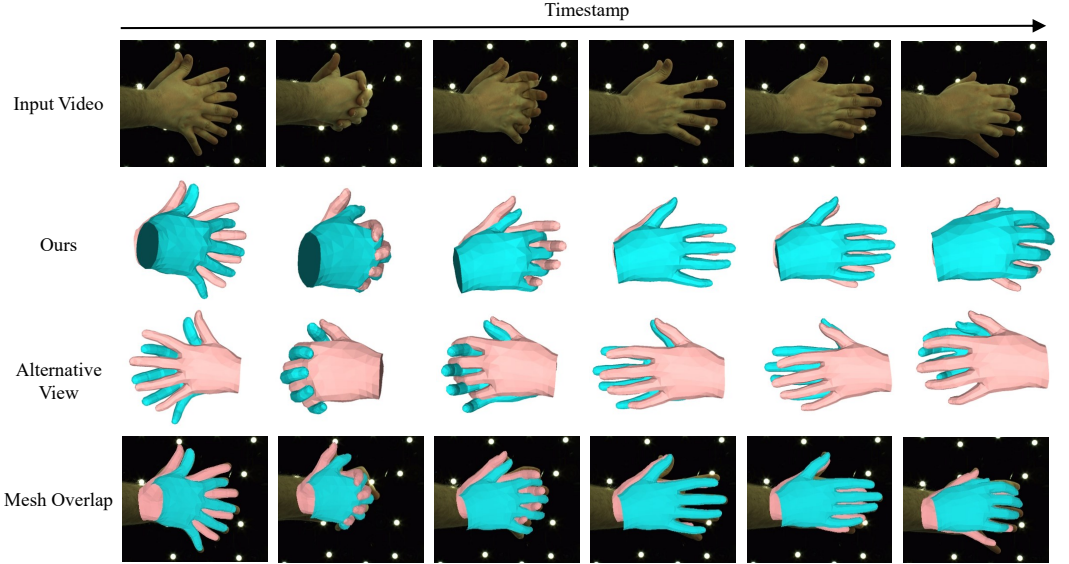 Timestamp
Input Video
Ours
Alternative
View
Mesh Overlap